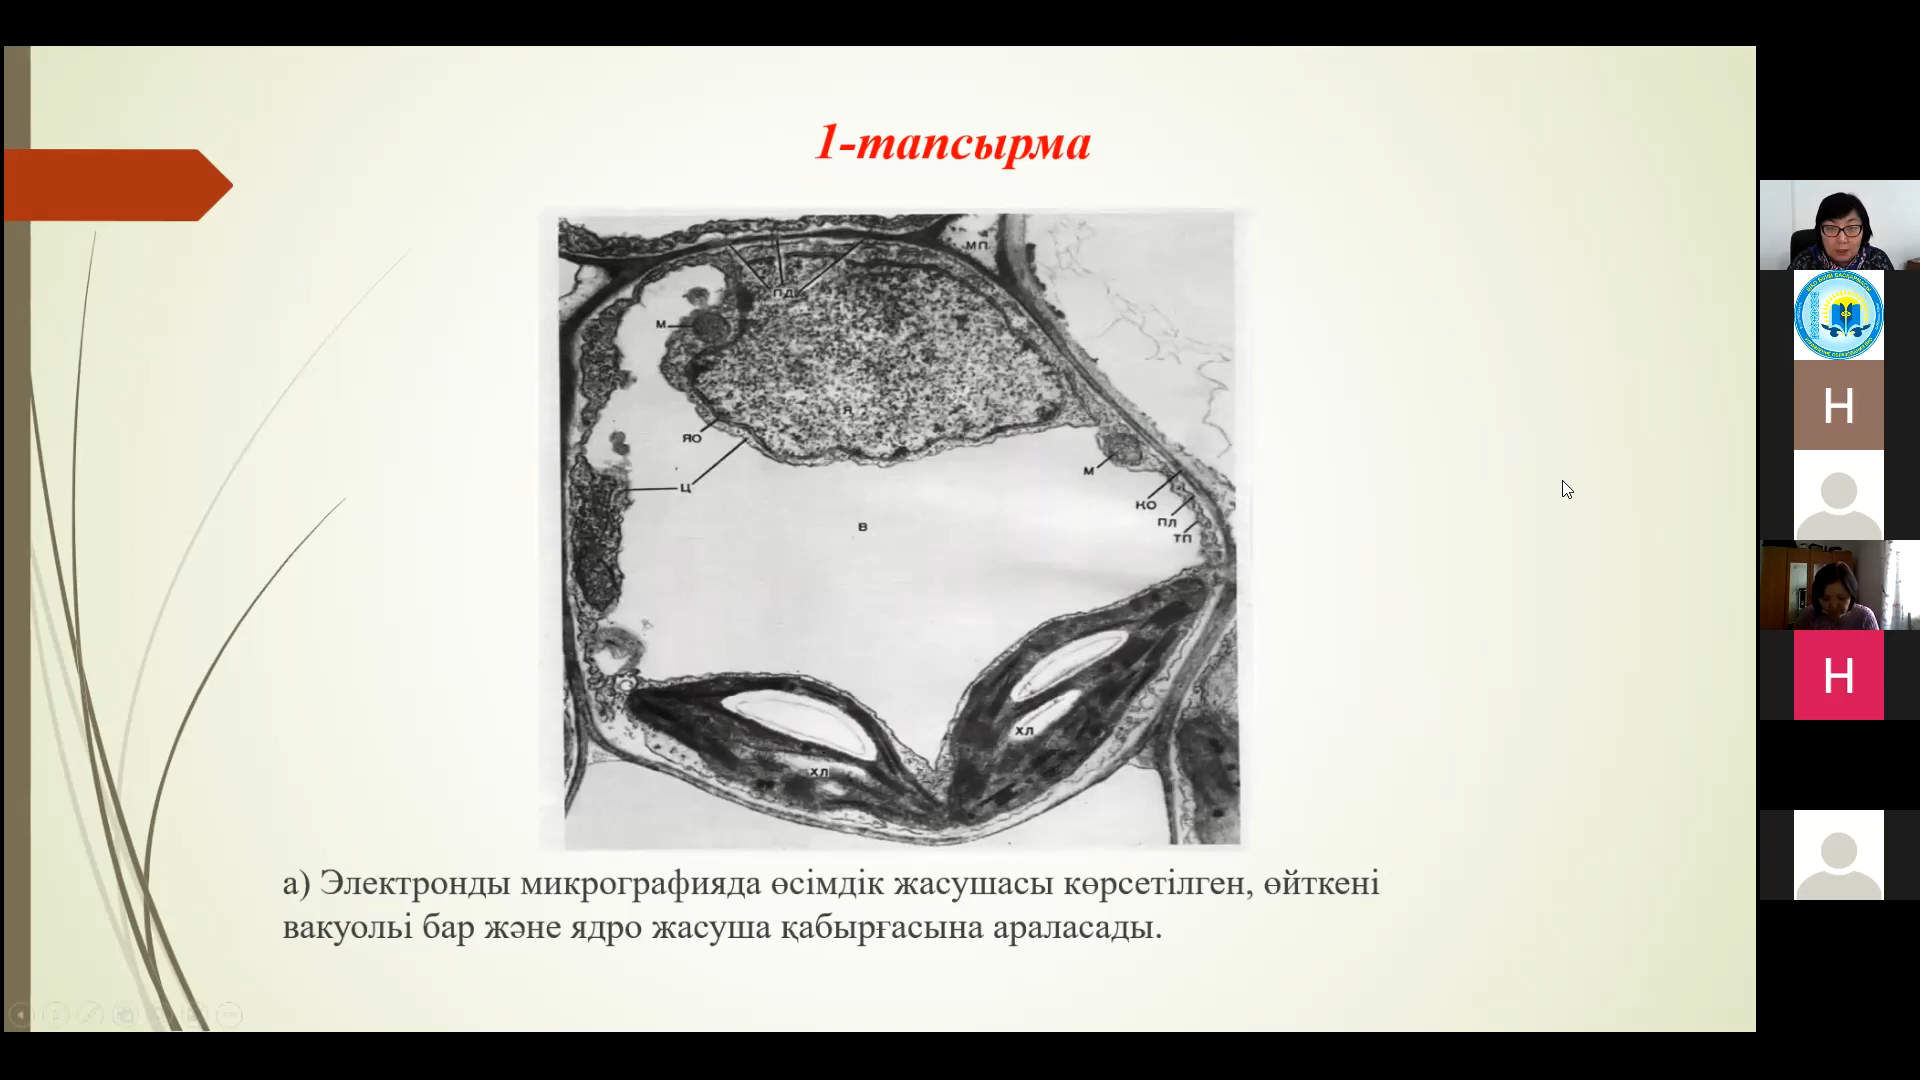 1-тапсырма
МП
ПД
М
Я
ЯО
М
Ц
КО
В
ПЛ
ТП
ХЛ
ХЛ
а) Электронды микрографияда өсімдік жасушасы көрсетілген, өйткені
вакуольі бар және ядро жасуша қабырғасына араласады.
Н
Н